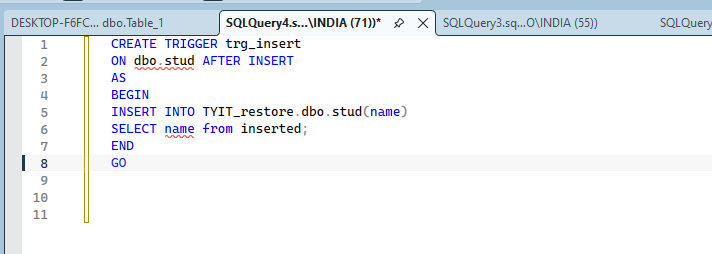 DESKTOP-F6FC... dbo.Table_1
SQLQuery4.s...\INDIA (71))*
SQLQuery3.sq...O\INDIA (55))
SQLQuery
1 CREATE TRIGGER trg_insert
2 ON dbo.stud AFTER INSERT
3 AS
4 BEGIN
5 INSERT INTO TYIT_restore.dbo.stud(name)
6 SELECT name from inserted;
7 END
8 GO
9
10
11